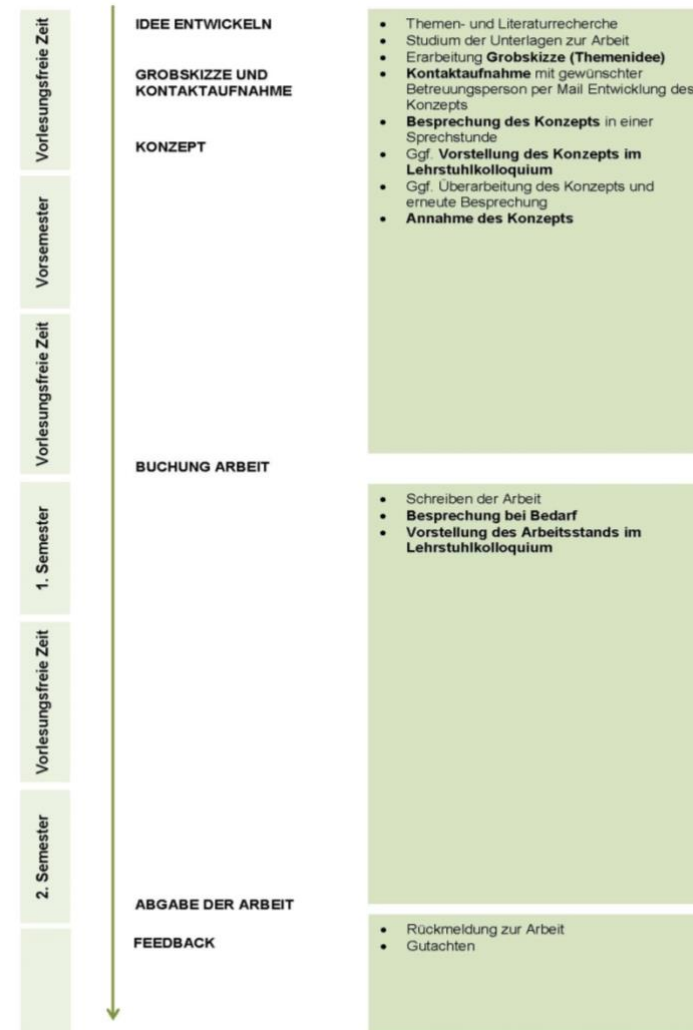 Vorlesungsfreie Zeit
Vorsemester
Vorlesungsfreie Zeit
1. Semester
Vorlesungsfreie Zeit
2. Semester
IDEE ENTWICKELN
GROBSKIZZE UND
KONTAKTAUFNAHME
KONZEPT
BUCHUNG ARBEIT
ABGABE DER ARBEIT
FEEDBACK
• Themen- und Literaturrecherche
• Studium der Unterlagen zur Arbeit
• Erarbeitung Grobskizze (Themenidee)
• Kontaktaufnahme mit gewünschter
Betreuungsperson per Mail Entwicklung des
Konzepts
• Besprechung des Konzepts in einer
Sprechstunde
• Ggf. Vorstellung des Konzepts im
Lehrstuhlkolloquium
• Ggf. Überarbeitung des Konzepts und
erneute Besprechung
• Annahme des Konzepts
• Schreiben der Arbeit
• Besprechung bei Bedarf
• Vorstellung des Arbeitsstands im
Lehrstuhlkolloquium
• Rückmeldung zur Arbeit
• Gutachten